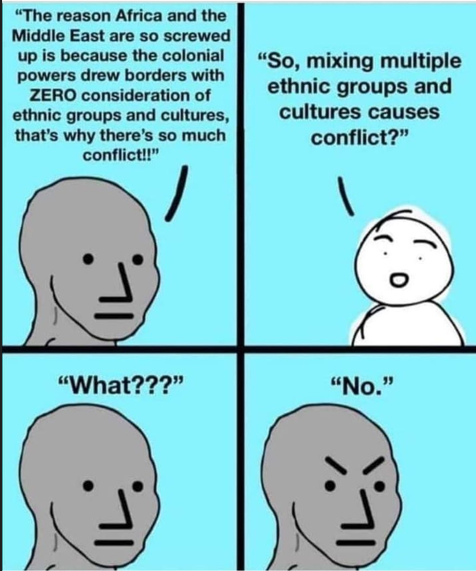 “The reason Africa and the
Middle East are so screwed
up is because the colonial
powers drew borders with
ZERO consideration of
ethnic groups and cultures,
that’s why there’s so much
conflict!!”
“So, mixing multiple
ethnic groups and
cultures causes
conflict?”
“What???”
“No.”